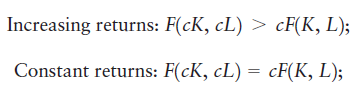 Increasing returns: F(cK, cL) > cF(K, L);
Constant returns: F(cK, cL) = cF(K, L);